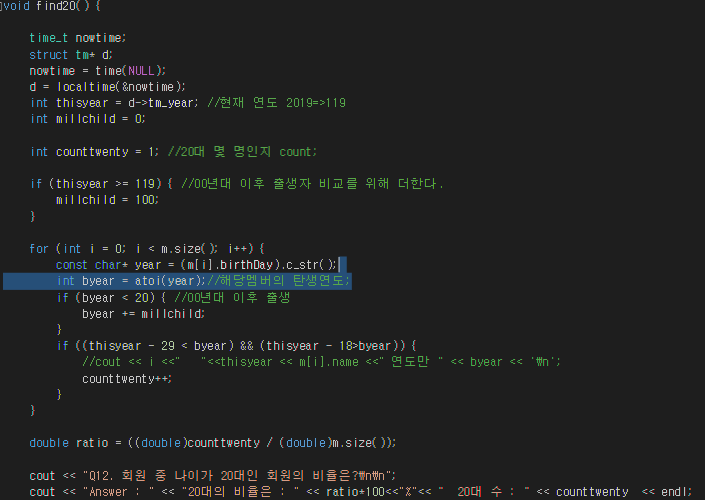 void find20() {
time_t nowtime;
struct tm* d;
nowtime = time(NULL);
d = localtime(&nowtime);
int thisyear = d->tm_year; //현재 연도 2019=>119
int millchild = 0;
int counttwenty = 1; //20대 몇 명인지 count;
if (thisyear >= 119) { //00년대 이후 출생자 비교를 위해 더한다.
millchild = 100;
}
for (int i = 0; i < m.size(); i++) {
const char* year = (m[i].birthDay).c_str();
int byear = atoi(year);//해당멤버의 탄생연도;
if (byear < 20) { //00년대 이후 출생
byear += millchild;
}
if ((thisyear - 29 < byear) && (thisyear - 18>byear)) {
//cout << i <<"   "<<thisyear << m[i].name <<" 연도만 " << byear << '₩n';
counttwenty++;
}
}
double ratio = ((double)counttwenty / (double)m.size());
cout << "Q12. 회원 중 나이가 20대인 회원의 비율은?₩n₩n";
cout << "Answer : " << "20대의 비율은 : " << ratio*100<<"%"<< "  20대 수 : " << counttwenty  << endl;